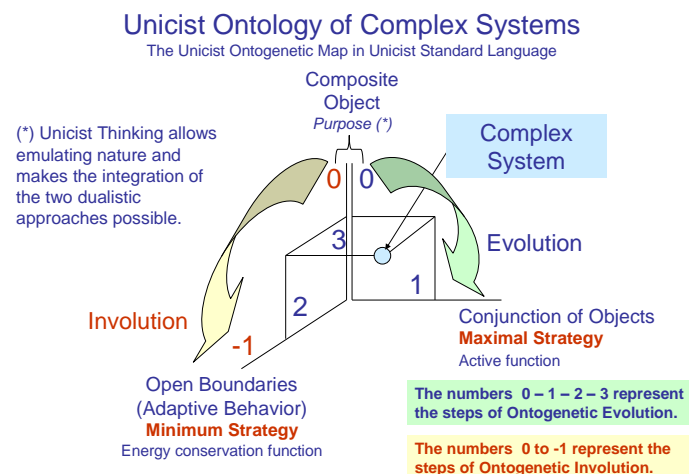 Unicist Ontology of Complex Systems
The Unicist Ontogenetic Map in Unicist Standard Language
Composite
Object
Purpose (*)
(*) Unicist Thinking allows
emulating nature and
makes the integration of
the two dualistic
approaches possible.
Complex
System
0 0
3
Evolution
2
1
Involution
-1
Conjunction of Objects
Maximal Strategy
Active function
Open Boundaries
(Adaptive Behavior)
Minimum Strategy
Energy conservation function
The numbers 0 – 1 – 2 – 3 represent
the steps of Ontogenetic Evolution.
The numbers 0 to -1 represent the
steps of Ontogenetic Involution.